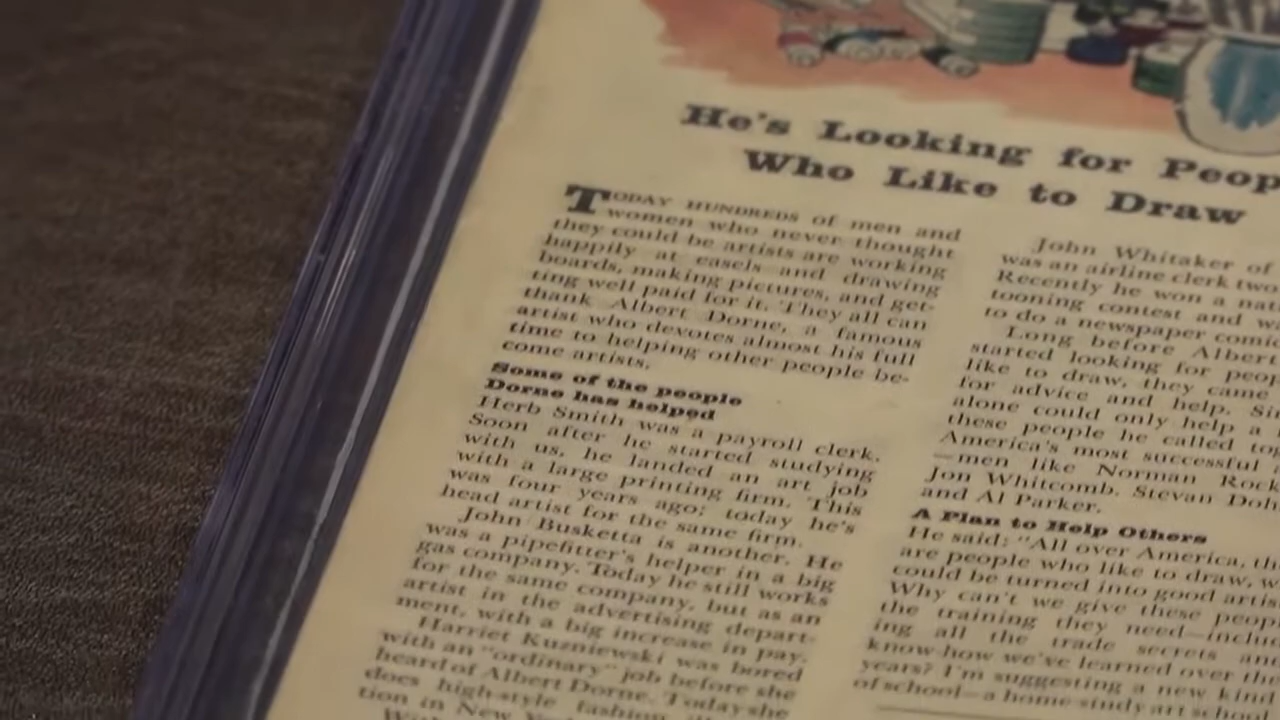 He's Looking for Peop
Who Like to Draw
TODAY HUNDREDS of men and
women who never thought
they could be artists are working
happily at easels and drawing
boards, making pictures, and get-
ting well paid for it. They all can
thank Albert Dorne, a famous
artist who devotes almost his full
time to helping other people be-
come artists.
Some of the people
Dorne has helped
Herb Smith was a payroll clerk.
Soon after he started studying
with us, he landed an art job
with a large printing firm. This
was four years ago; today he's
head artist for the same firm.
John Busketta is another. He
was a pipefitter's helper in a big
gas company. Today he still works
for the same company, but as an
artist in the advertising depart-
ment, with a big increase in pay.
Harriet Kuzniewski was bored
with an "ordinary" job before she
heard of Albert Dorne. Today she
does high-style fashion
tion in New
John Whitaker of
was an airline clerk two
Recently he won a nat
tooning contest and w
to do a newspaper comic
Long before Albert
started looking for peop
like to draw, they came
for advice and help. Sin
alone could only help a
these people he called tog
America's most successful
—men like Norman Rock
Jon Whitcomb, Stevan Doh
and Al Parker.
A Plan to Help Others
He said: "All over America, the
are people who like to draw, w
could be turned into good artis
Why can't we give these peop
the training they need—inclu
ing all the trade secrets and
know-how we've learned over the
years? I'm suggesting a new kind
of school—a home-study art school